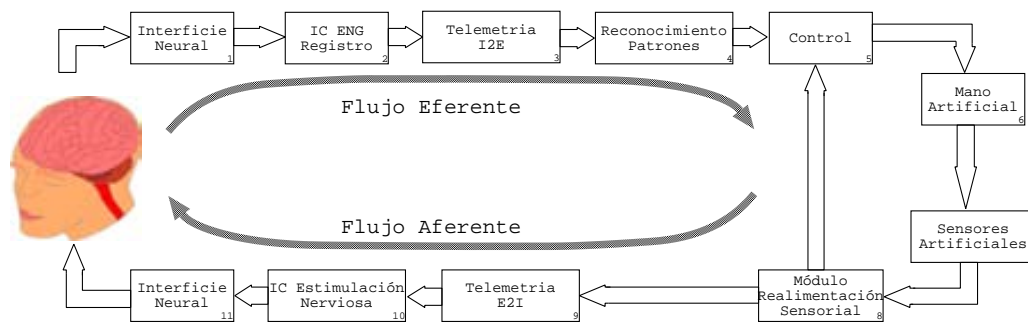 Interficie
Neural
1
IC ENG
Registro
2
Telemetria
I2E
3
Reconocimiento
Patrones
4
Control
5
Mano
Artificial
6
Flujo Eferente
Flujo Aferente
Sensores
Artificiales
Interficie
Neural
11
IC Estimulación
Nerviosa
10
Telemetria
E2I
9
Módulo
Realimentación
Sensorial
8